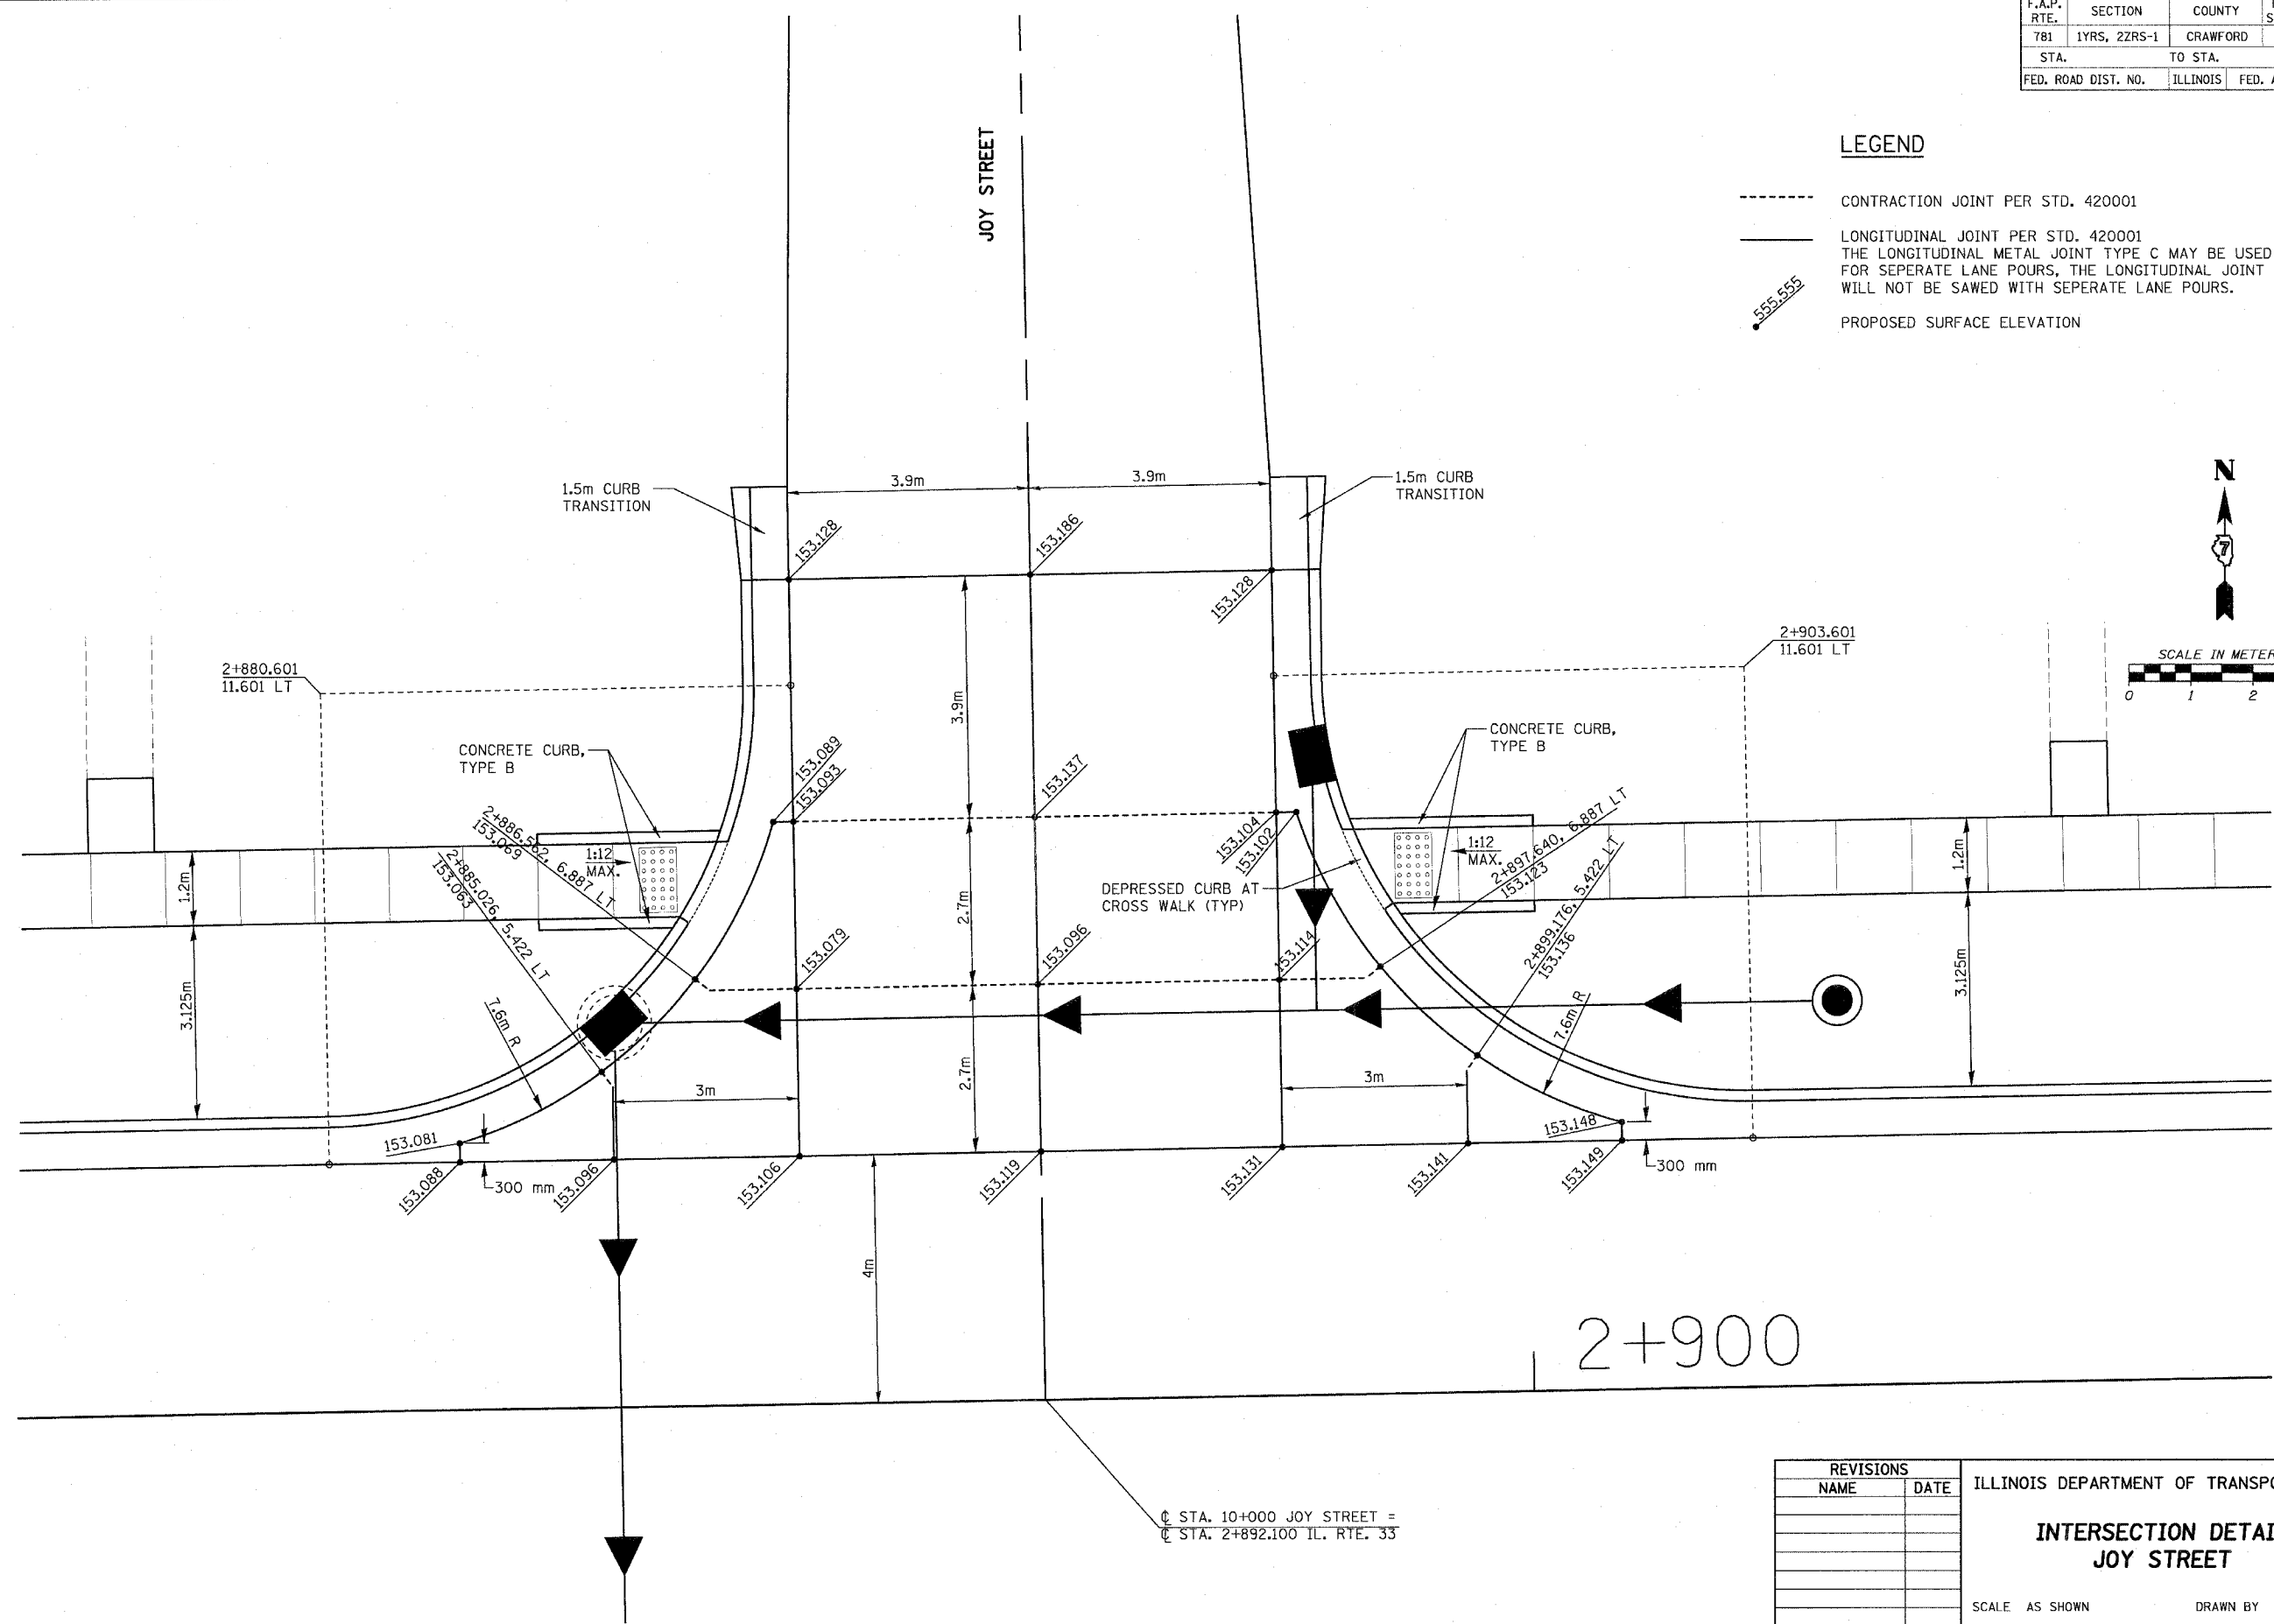 F.A.P. RTE.
SECTION
COUNTY
781
1YRS, 2ZRS-1
CRAWFORD
STA.
TO STA.
FED. ROAD DIST. NO.
ILLINOIS
FED.
LEGEND
CONTRACTION JOINT PER STD. 420001
LONGITUDINAL JOINT PER STD. 420001
THE LONGITUDINAL METAL JOINT TYPE C MAY BE USED
FOR SEPERATE LANE POURS, THE LONGITUDINAL JOINT
WILL NOT BE SAWED WITH SEPERATE LANE POURS.
555.555
PROPOSED SURFACE ELEVATION
JOY STREET
N
7
SCALE IN METER
0 1 2
1.5m CURB
TRANSITION
3.9m
3.9m
1.5m CURB
TRANSITION
153.128
153.186
153.128
2+880.601
11.601 LT
2+903.601
11.601 LT
3.9m
CONCRETE CURB,
TYPE B
CONCRETE CURB,
TYPE B
153.089
153.093
153.137
153.104
153.102
2+886.562, 6.887 LT
153.069
2+885.026, 5.422 LT
153.063
1:12
MAX.
1:12
MAX.
2+897.640, 6.887 LT
153.123
2+899.176, 5.422 LT
153.136
1.2m
1.2m
DEPRESSED CURB AT
CROSS WALK (TYP)
2.7m
153.079
153.096
153.114
3.125m
3.125m
7.6m R
7.6m R
2.7m
3m
3m
153.081
153.148
300 mm
300 mm
153.088
153.096
153.106
153.119
153.131
153.141
153.149
4m
2+900
℄ STA. 10+000 JOY STREET =
℄ STA. 2+892.100 IL. RTE. 33
REVISIONS
NAME
DATE
ILLINOIS DEPARTMENT OF TRANSPO
INTERSECTION DETAI
JOY STREET
SCALE AS SHOWN
DRAWN BY